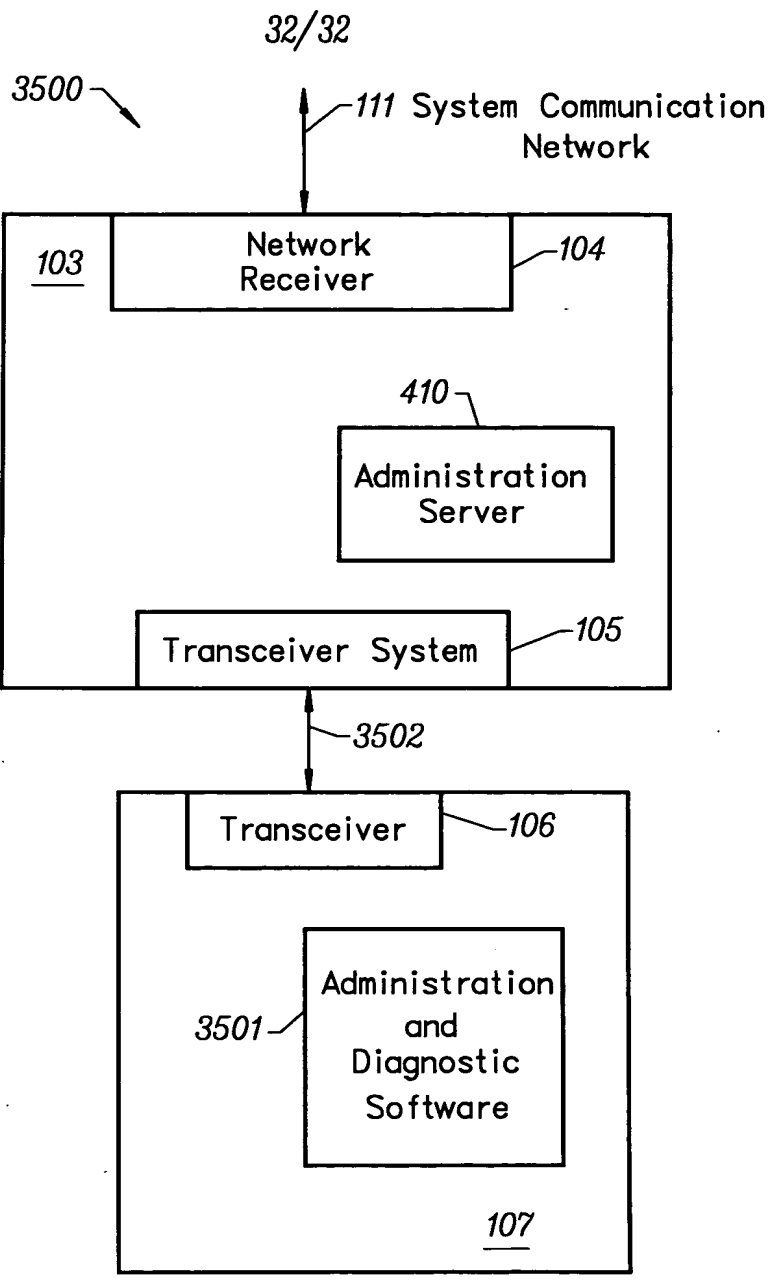 32/32
3500
111 System Communication
Network
103
Network
Receiver
104
410
Administration
Server
105
Transceiver System
3502
Transceiver
106
Administration
and
Diagnostic
Software
3501
107